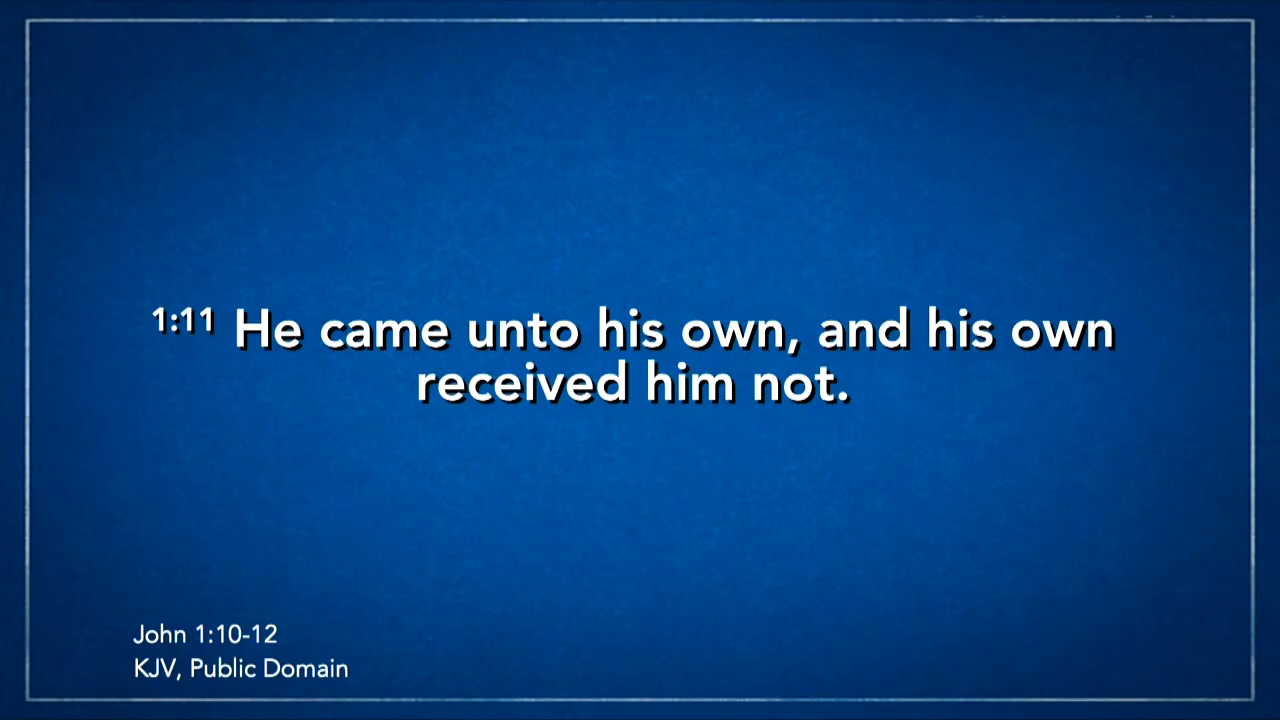 1:11 He came unto his own, and his own
received him not.
John 1:10-12
KJV, Public Domain